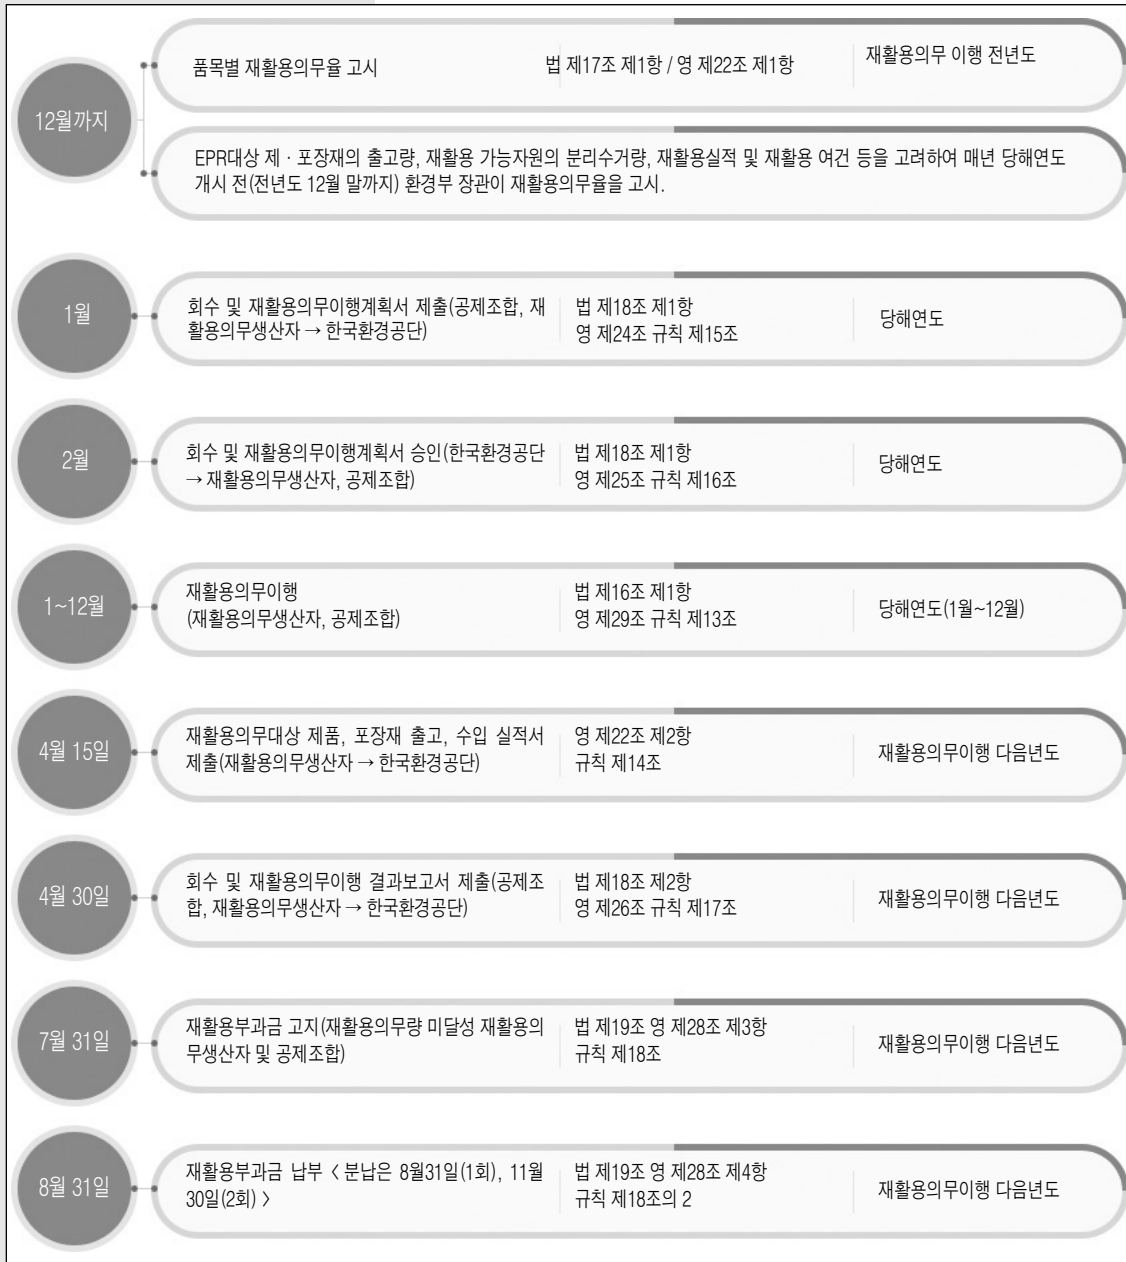 12월까지
품목별 재활용의무율 고시
법 제17조 제1항 / 영 제22조 제1항
재활용의무 이행 전년도
EPR대상 제 · 포장재의 출고량, 재활용 가능자원의 분리수거량, 재활용실적 및 재활용 여건 등을 고려하여 매년 당해연도
개시 전(전년도 12월 말까지) 환경부 장관이 재활용의무율을 고시.
1월
회수 및 재활용의무이행계획서 제출(공제조합, 재
활용의무생산자 → 한국환경공단)
법 제18조 제1항
영 제24조 규칙 제15조
당해연도
2월
회수 및 재활용의무이행계획서 승인(한국환경공단
→ 재활용의무생산자, 공제조합)
법 제18조 제1항
영 제25조 규칙 제16조
당해연도
1~12월
재활용의무이행
(재활용의무생산자, 공제조합)
법 제16조 제1항
영 제29조 규칙 제13조
당해연도(1월~12월)
4월 15일
재활용의무대상 제품, 포장재 출고, 수입 실적서
제출(재활용의무생산자 → 한국환경공단)
영 제22조 제2항
규칙 제14조
재활용의무이행 다음년도
4월 30일
회수 및 재활용의무이행 결과보고서 제출(공제조
합, 재활용의무생산자 → 한국환경공단)
법 제18조 제2항
영 제26조 규칙 제17조
재활용의무이행 다음년도
7월 31일
재활용부과금 고지(재활용의무량 미달성 재활용의
무생산자 및 공제조합)
법 제19조 영 제28조 제3항
규칙 제18조
재활용의무이행 다음년도
8월 31일
재활용부과금 납부 < 분납은 8월31일(1회), 11월
30일(2회) >
법 제19조 영 제28조 제4항
규칙 제18조의 2
재활용의무이행 다음년도